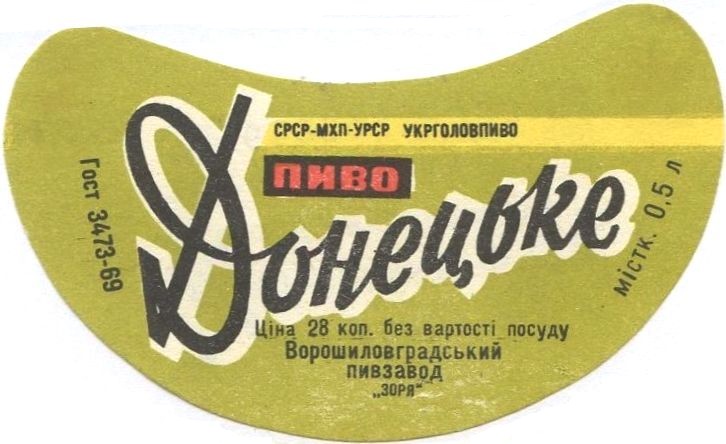 СРСР-МХП-УРСР УКРГОЛОВПИВО
ПИВО
Донецьке
Гост 3473-69
містк. 0,5 л
Ціна 28 коп. без вартості посуду
Ворошиловградський
пивзавод
„ЗОРЯ“